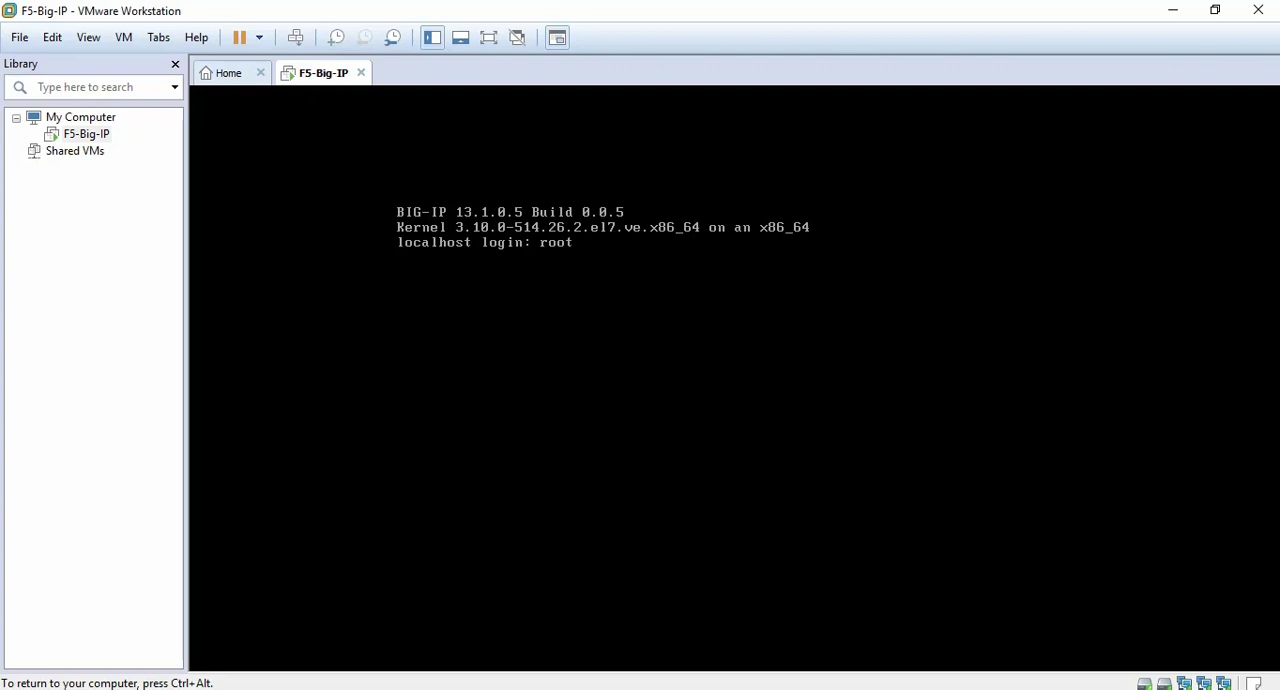 F5-Big-IP - VMware Workstation
File Edit View VM Tabs Help
Library
Type here to search
My Computer
F5-Big-IP
Shared VMs
Home
F5-Big-IP
BIG-IP 13.1.0.5 Build 0.0.5
Kernel 3.10.0-514.26.2.el7.ve.x86_64 on an x86_64
localhost login: root
To return to your computer, press Ctrl+Alt.